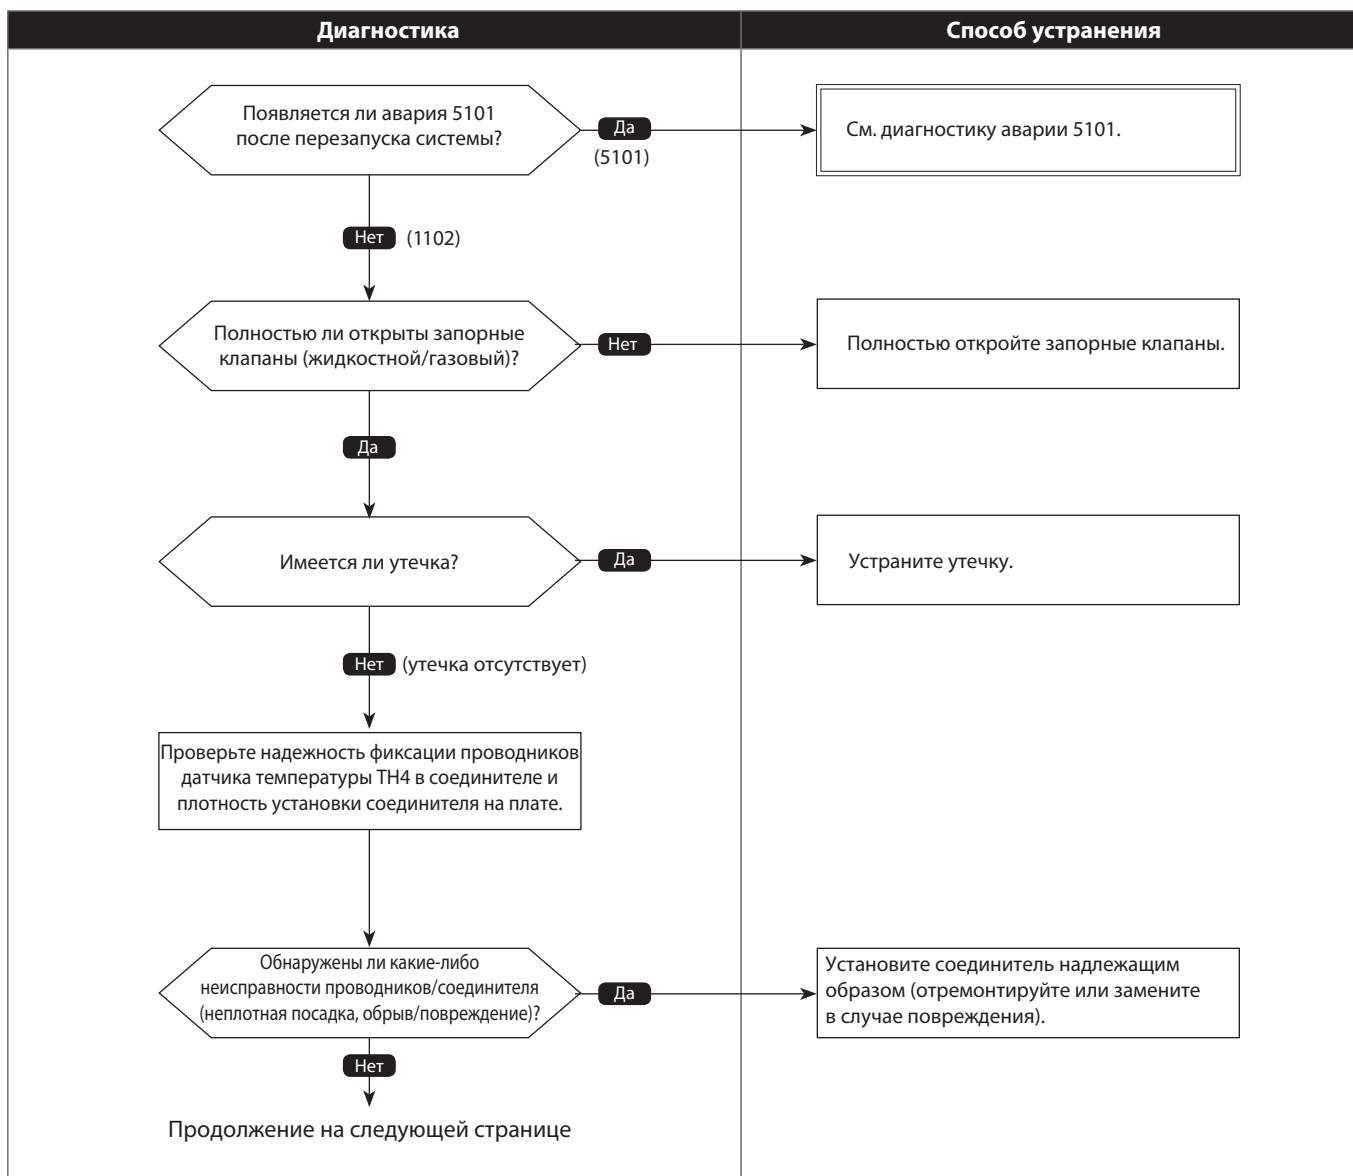 Диагностика
Способ устранения
Появляется ли авария 5101
после перезапуска системы?
Да
(5101)
См. диагностику аварии 5101.
Нет (1102)
Полностью ли открыты запорные
клапаны (жидкостной/газовый)?
Нет
Полностью откройте запорные клапаны.
Да
Имеется ли утечка?
Да
Устраните утечку.
Нет (утечка отсутствует)
Проверьте надежность фиксации проводников
датчика температуры TH4 в соединителе и
плотность установки соединителя на плате.
Обнаружены ли какие-либо
неисправности проводников/соединителя
(неплотная посадка, обрыв/повреждение)?
Да
Установите соединитель надлежащим
образом (отремонтируйте или замените
в случае повреждения).
Нет
Продолжение на следующей странице